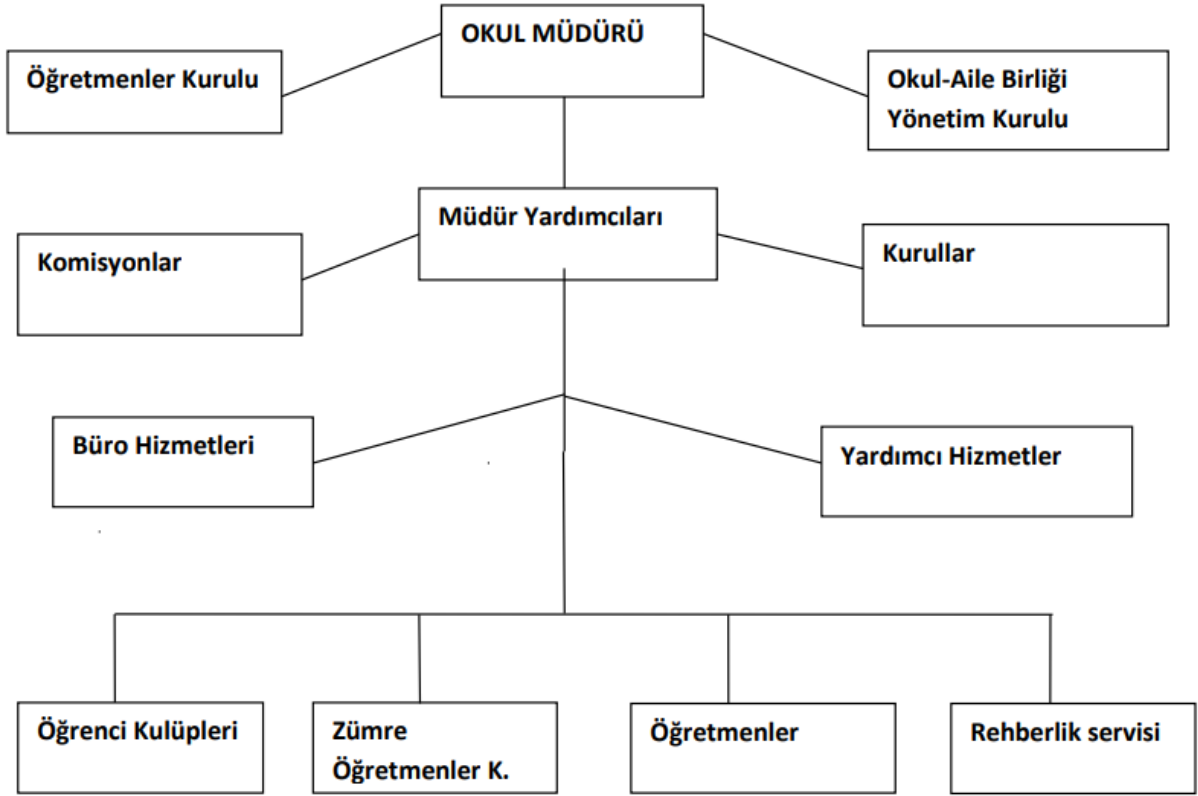 OKUL MÜDÜRÜ
Öğretmenler Kurulu
Okul-Aile Birliği
Yönetim Kurulu
Müdür Yardımcıları
Komisyonlar
Kurullar
Büro Hizmetleri
Yardımcı Hizmetler
Öğrenci Kulüpleri
Zümre
Öğretmenler K.
Öğretmenler
Rehberlik servisi